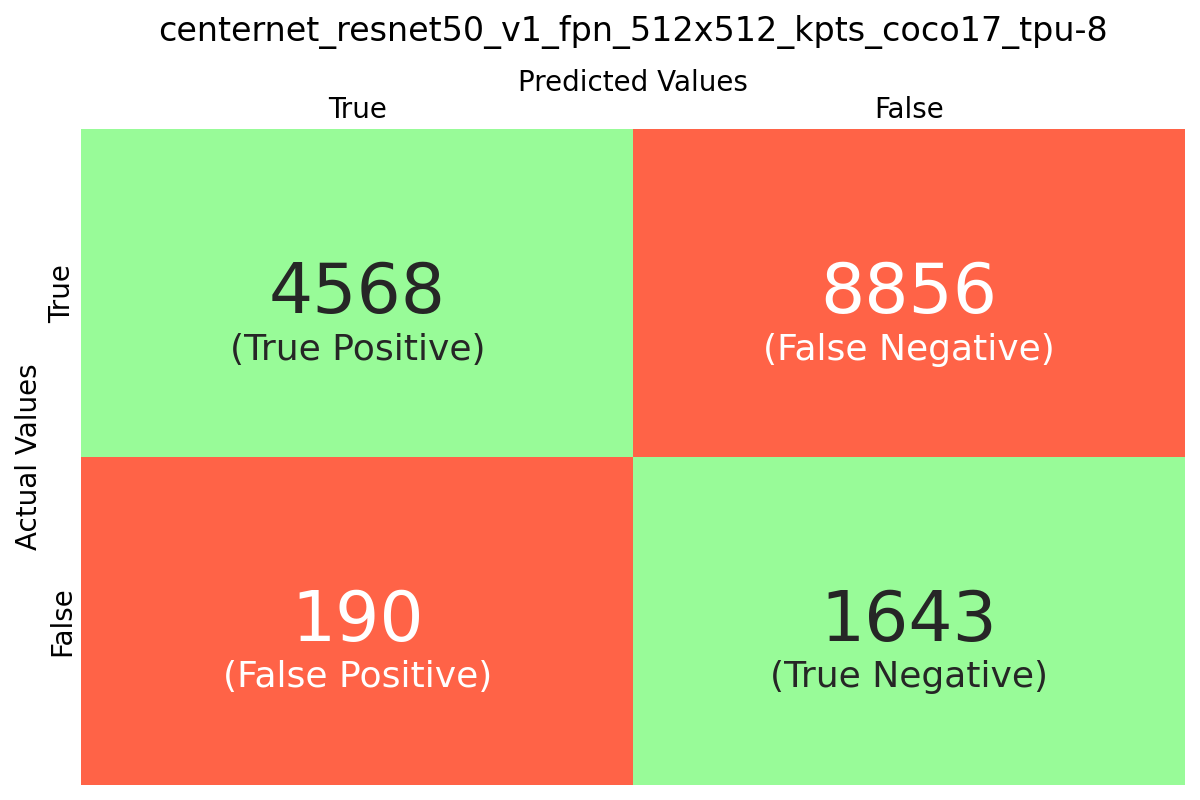 centernet_resnet50_v1_fpn_512x512_kpts_coco17_tpu-8
Predicted Values
True
False
Actual Values
True
4568
(True Positive)
8856
(False Negative)
False
190
(False Positive)
1643
(True Negative)